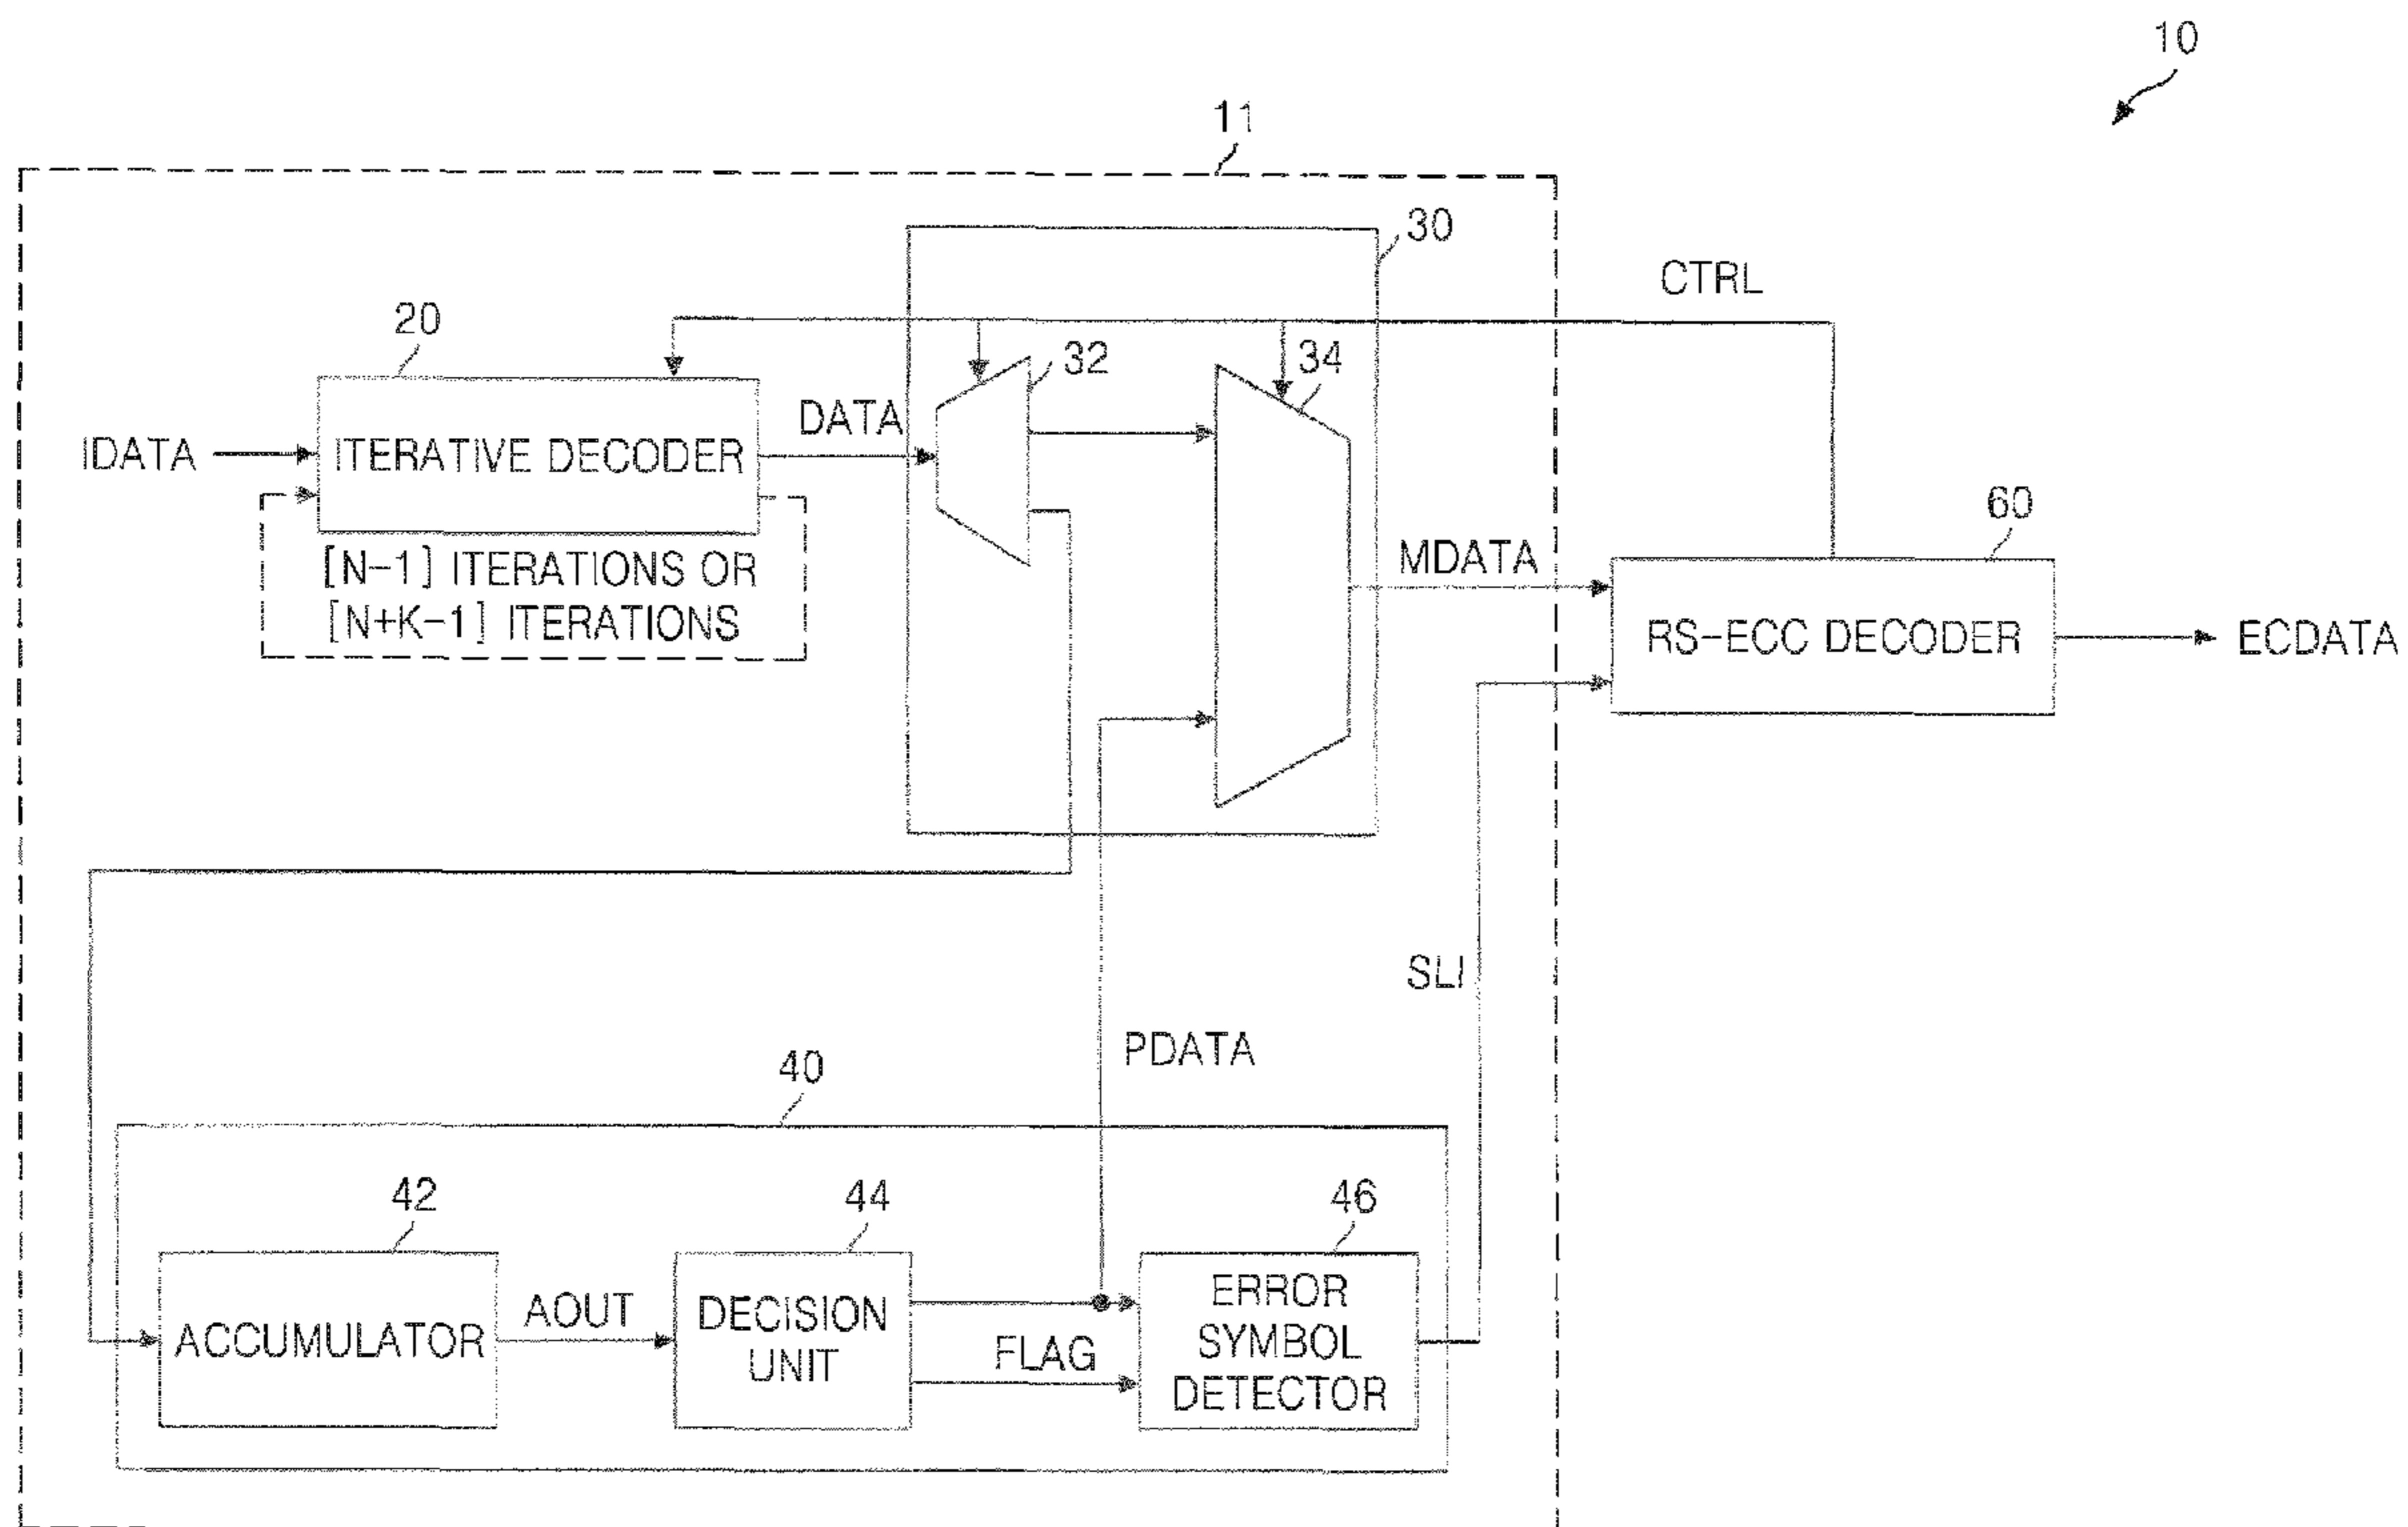 10
11
30
CTRL
20
32
34
DATA
IDATA
ITERATIVE DECODER
60
[N-1] ITERATIONS OR
[N+K-1] ITERATIONS
MDATA
RS-ECC DECODER
ECDATA
SLI
PDATA
40
42
44
46
ACCUMULATOR
AOUT
DECISION
UNIT
FLAG
ERROR
SYMBOL
DETECTOR